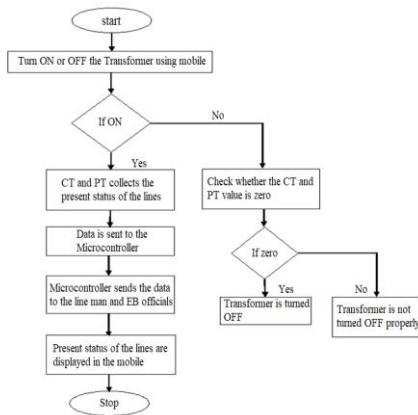 start
Turn ON or OFF the Transformer using mobile
If ON
No
Yes
CT and PT collects the
present status of the lines
Check whether the CT and
PT value is zero
Data is sent to the
Microcontroller
If zero
Microcontroller sends the data
to the line man and EB officials
Yes
No
Transformer is turned
OFF
Transformer is not
turned OFF properly
Present status of the lines are
displayed in the mobile
Stop